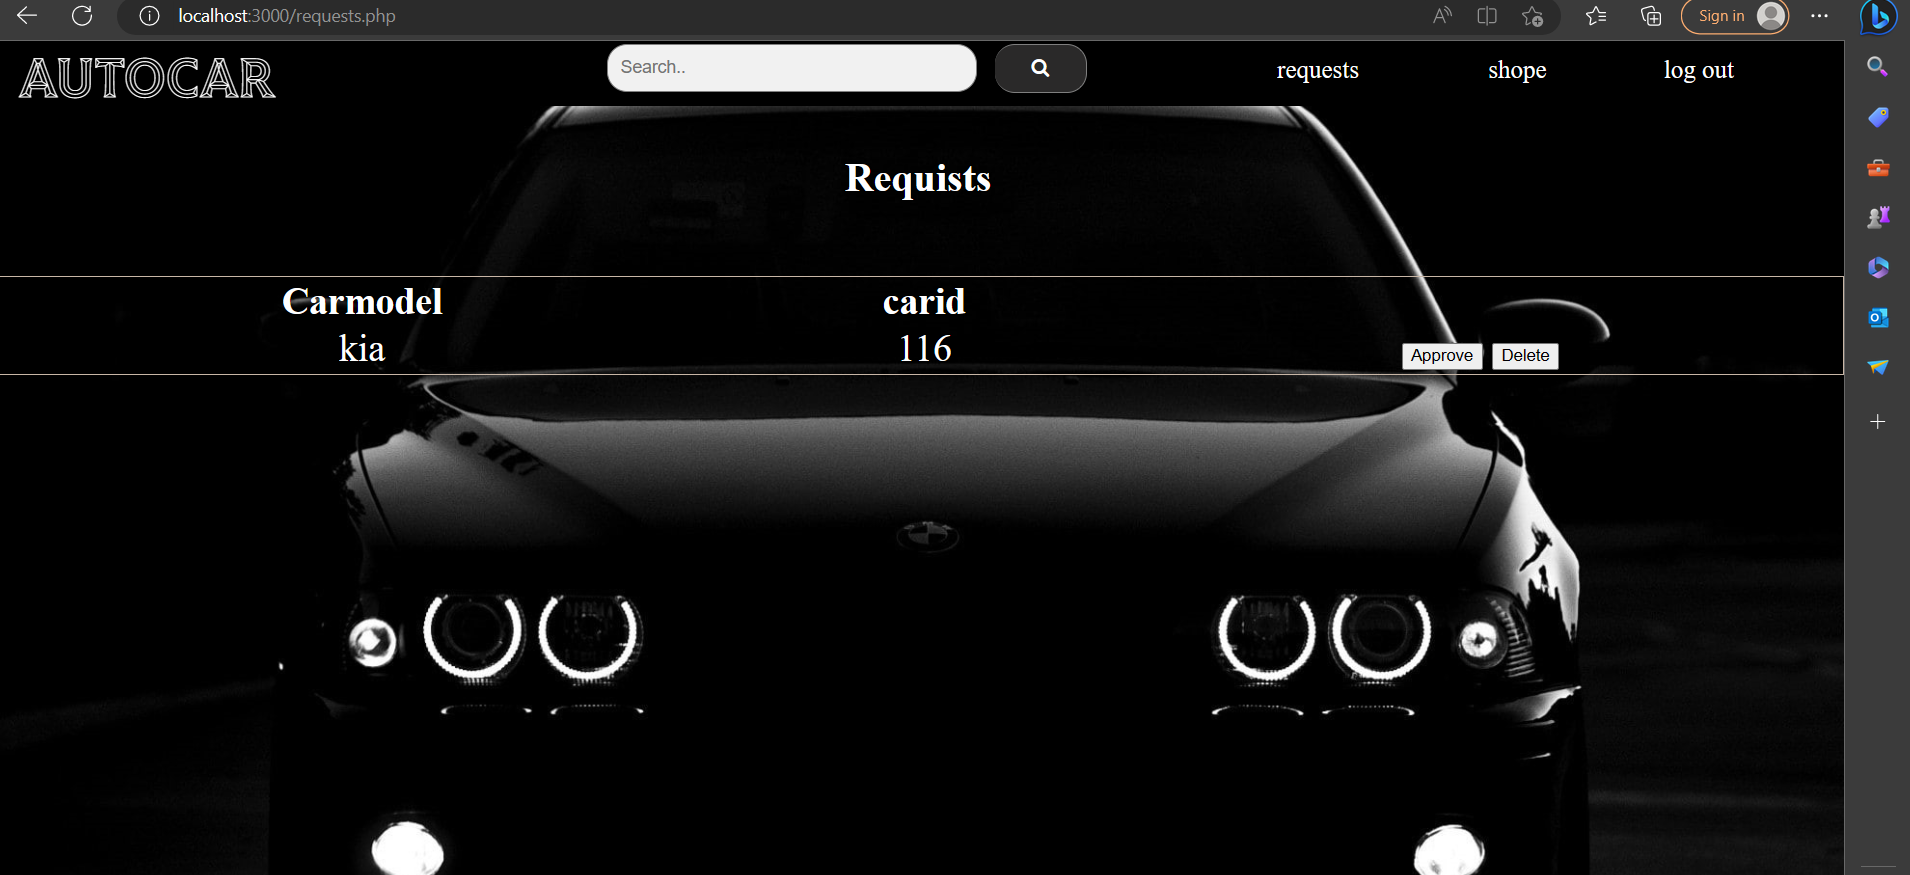 localhost:3000/requests.php
Sign in
AUTOCAR
Search..
requests
shope
log out
Requists
Carmodel carid
kia 116 Approve Delete